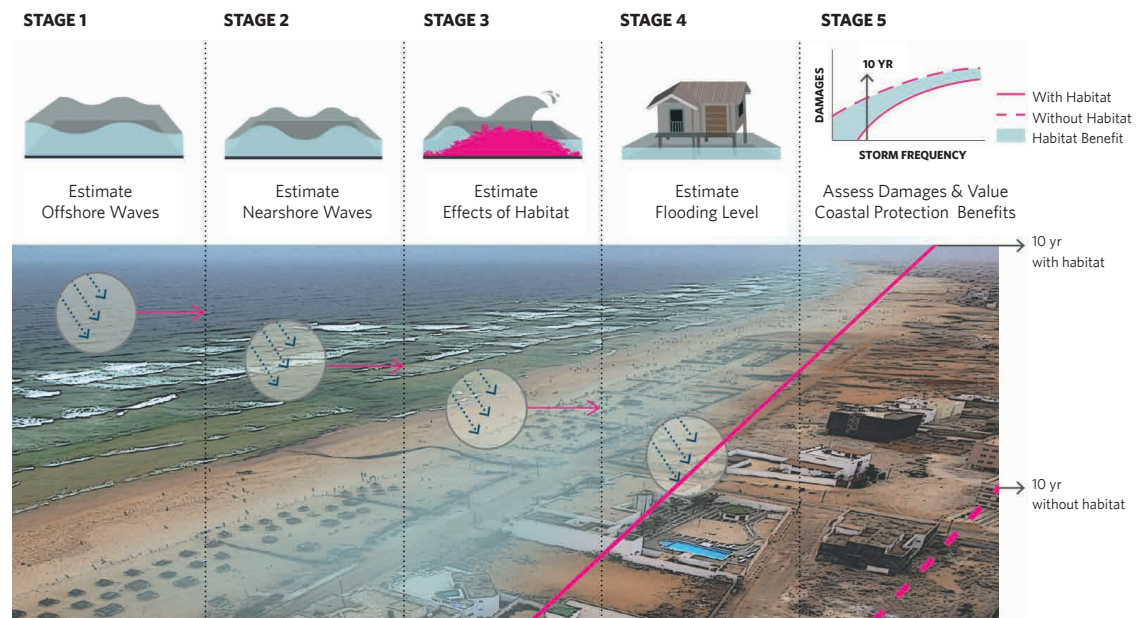 STAGE 1
STAGE 2
STAGE 3
STAGE 4
STAGE 5
Estimate
Offshore Waves
Estimate
Nearshore Waves
Estimate
Effects of Habitat
Estimate
Flooding Level
DAMAGES
10 YR
STORM FREQUENCY
With Habitat
Without Habitat
Habitat Benefit
Assess Damages & Value
Coastal Protection Benefits
10 yr
with habitat
10 yr
without habitat